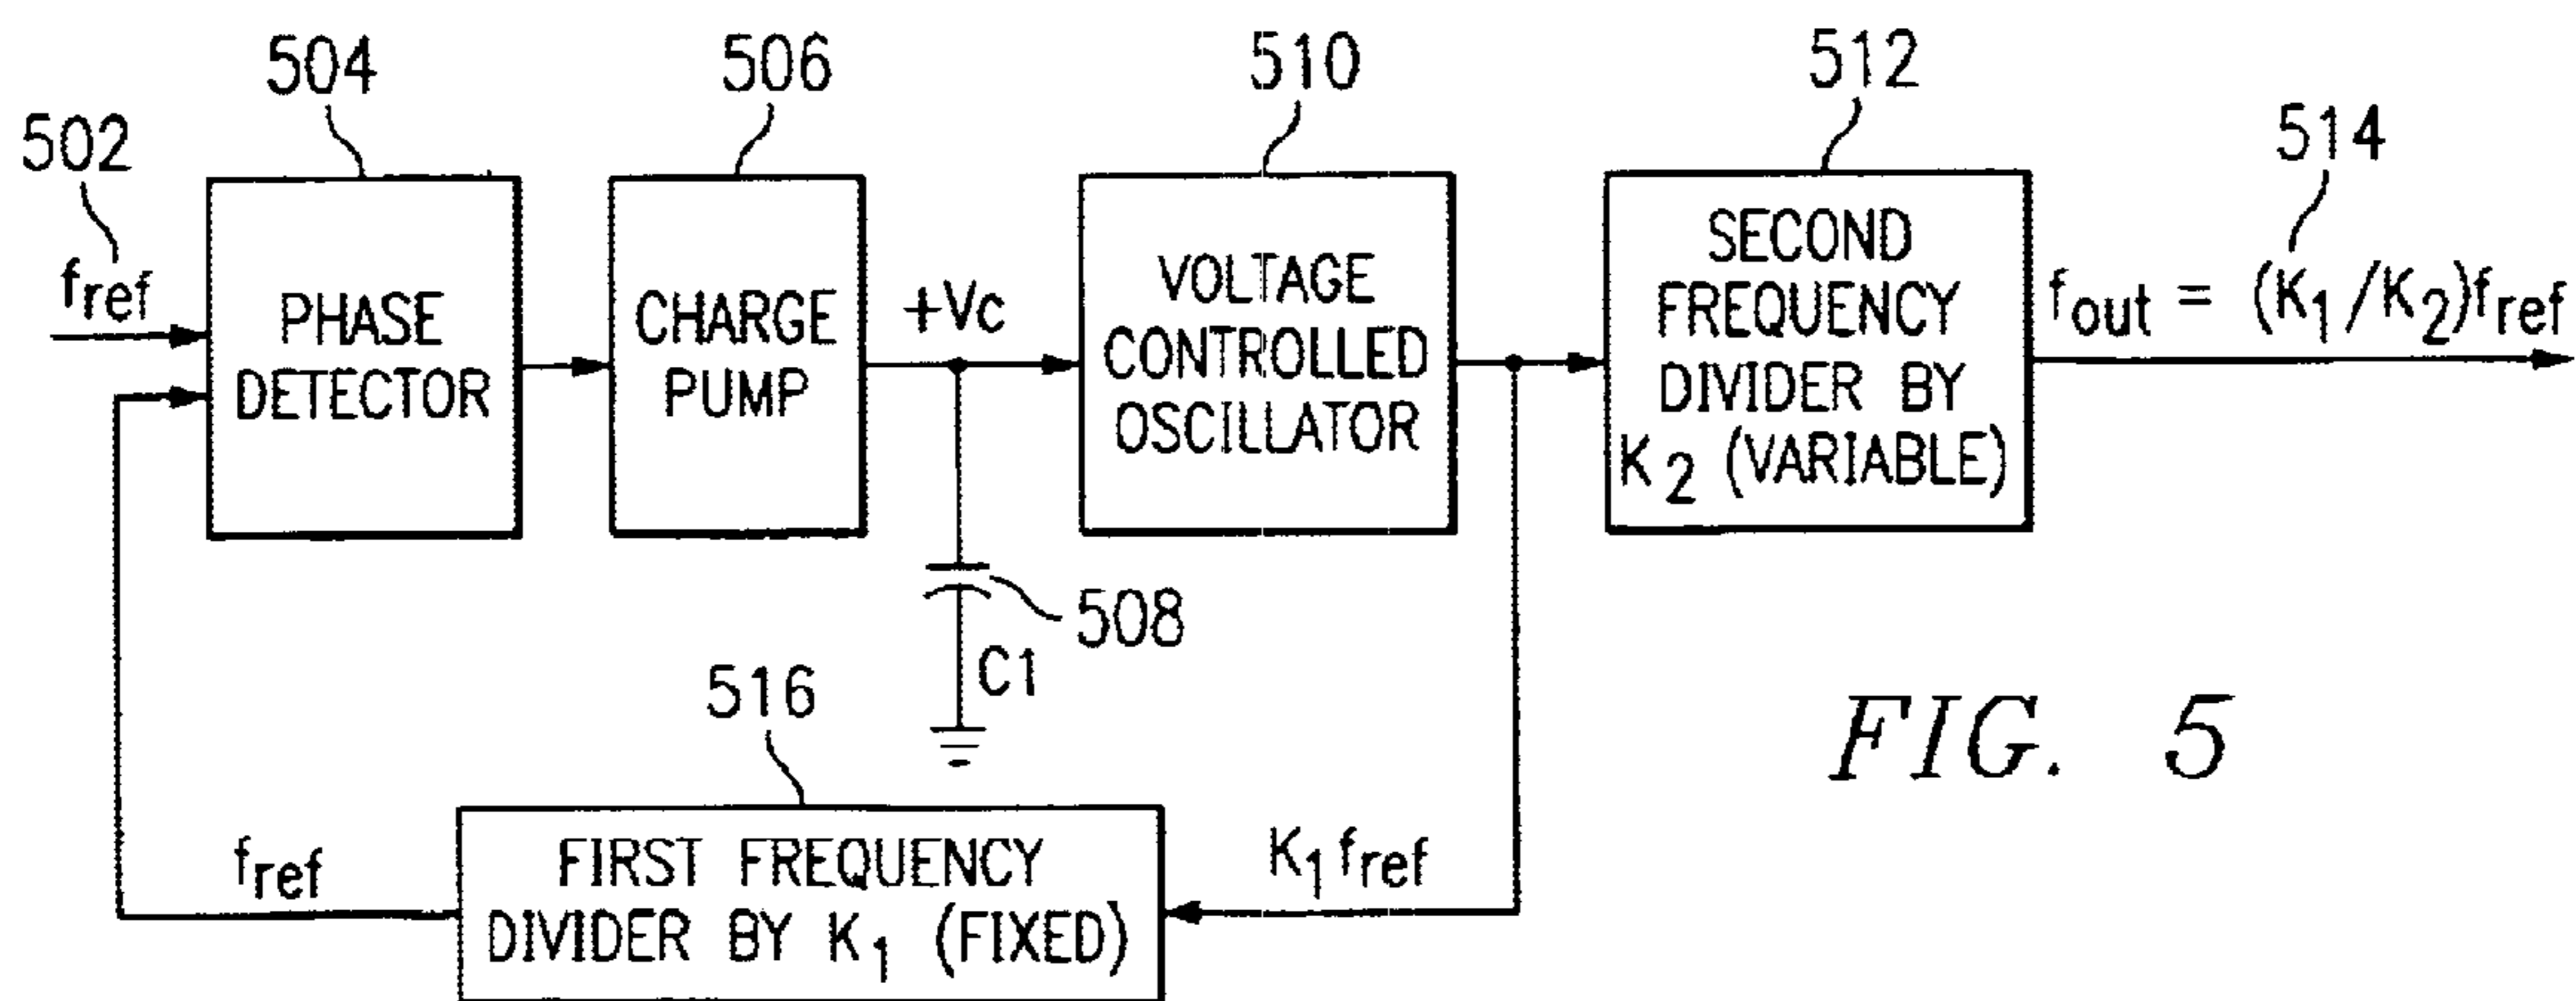 502
504
506
510
512
514
f_ref
PHASE
DETECTOR
CHARGE
PUMP
+Vc
VOLTAGE
CONTROLLED
OSCILLATOR
SECOND
FREQUENCY
DIVIDER BY
K₂ (VARIABLE)
f_out = (K₁/K₂)f_ref
508
C1
516
f_ref
FIRST FREQUENCY
DIVIDER BY K₁ (FIXED)
K₁ f_ref
FIG. 5